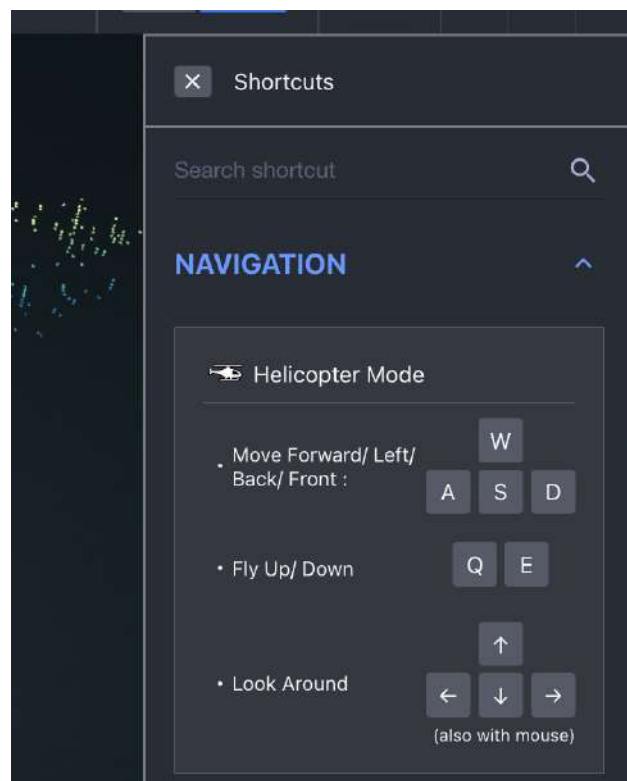 Shortcuts
Search shortcut
NAVIGATION
Helicopter Mode
• Move Forward/ Left/
Back/ Front :
W
A S D
• Fly Up/ Down
Q E
• Look Around
↑
← ↓ →
(also with mouse)